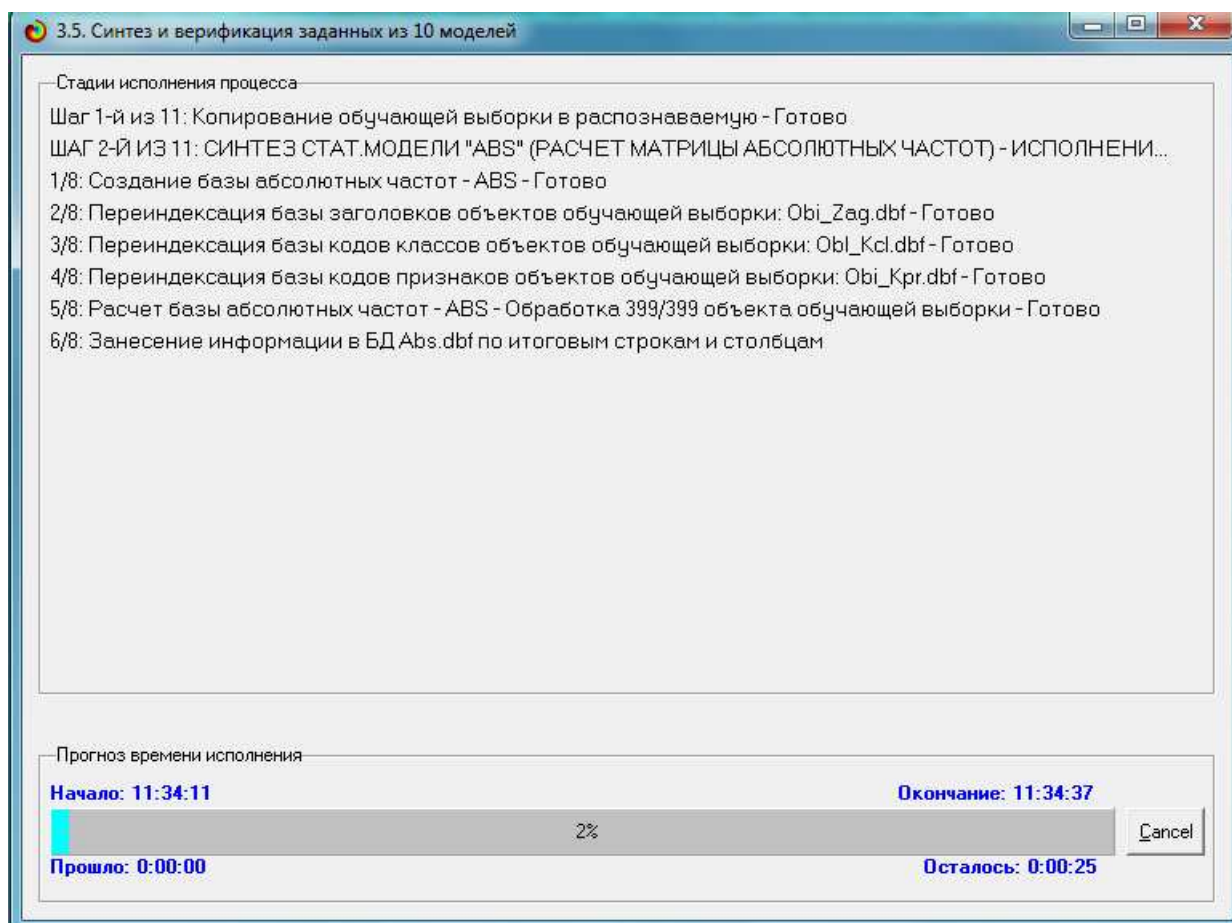 3.5. Синтез и верификация заданных из 10 моделей
Стадии исполнения процесса
Шаг 1-й из 11: Копирование обучающей выборки в распознаваемую - Готово
ШАГ 2-Й ИЗ 11: СИНТЕЗ СТАТ.МОДЕЛИ "ABS" (РАСЧЕТ МАТРИЦЫ АБСОЛЮТНЫХ ЧАСТОТ) - ИСПОЛНЕНИ...
1/8: Создание базы абсолютных частот - ABS - Готово
2/8: Переиндексация базы заголовков объектов обучающей выборки: Obi_Zag.dbf - Готово
3/8: Переиндексация базы кодов классов объектов обучающей выборки: ObI_Kcl.dbf - Готово
4/8: Переиндексация базы кодов признаков объектов обучающей выборки: Obi_Kpr.dbf - Готово
5/8: Расчет базы абсолютных частот - ABS - Обработка 399/399 объекта обучающей выборки - Готово
6/8: Занесение информации в БД Abs.dbf по итоговым строкам и столбцам
Прогноз времени исполнения
Начало: 11:34:11 Окончание: 11:34:37
2% Cancel
Прошло: 0:00:00 Осталось: 0:00:25